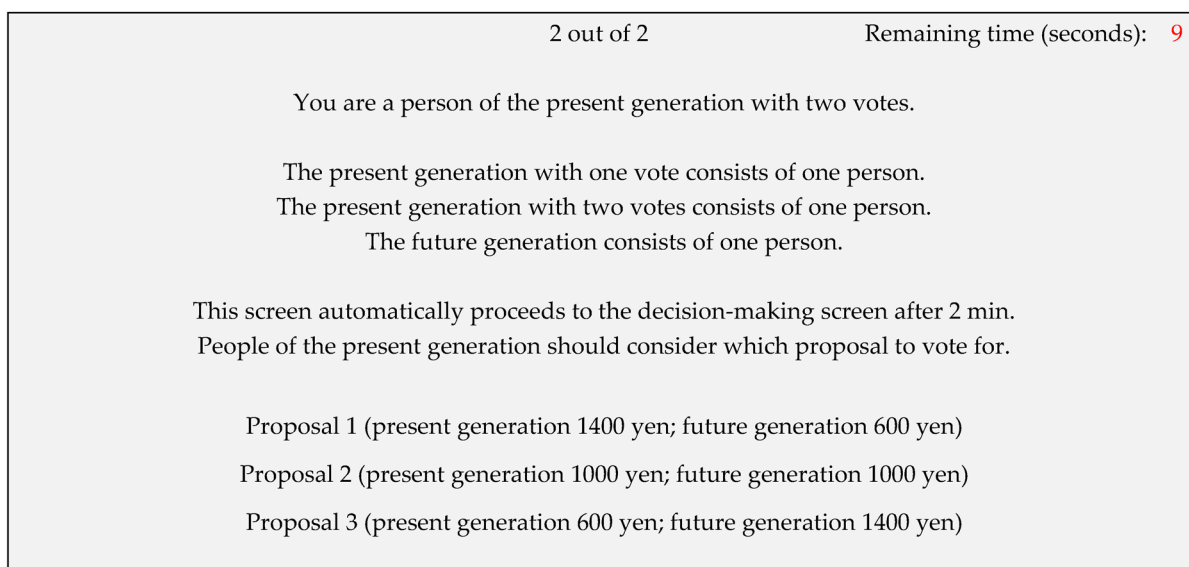 2 out of 2 Remaining time (seconds): 9
You are a person of the present generation with two votes.
The present generation with one vote consists of one person.
The present generation with two votes consists of one person.
The future generation consists of one person.
This screen automatically proceeds to the decision-making screen after 2 min.
People of the present generation should consider which proposal to vote for.
Proposal 1 (present generation 1400 yen; future generation 600 yen)
Proposal 2 (present generation 1000 yen; future generation 1000 yen)
Proposal 3 (present generation 600 yen; future generation 1400 yen)